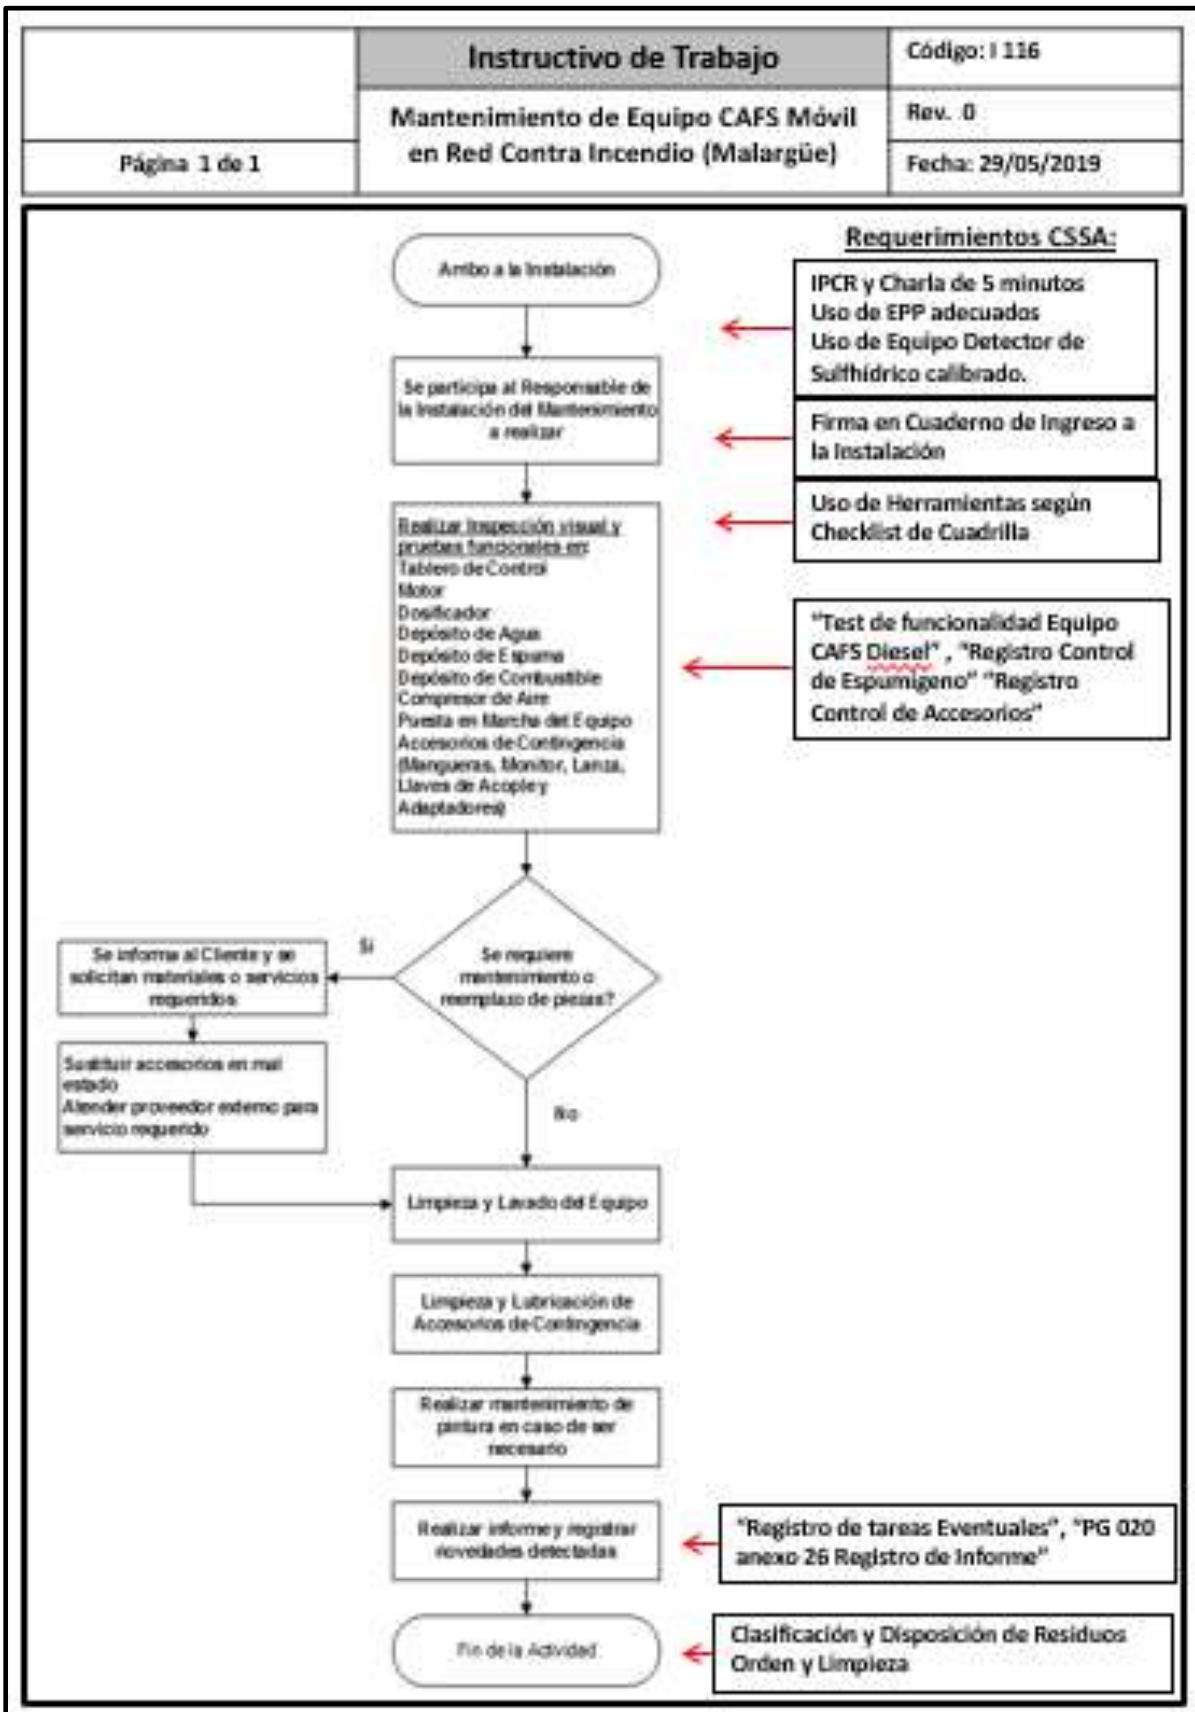 Instructivo de Trabajo
Código: I 116
Mantenimiento de Equipo CAFS Móvil
en Red Contra Incendio (Malargüe)
Rev. 0
Página 1 de 1
Fecha: 29/05/2019
Requerimientos CSSA:
Arribo a la Instalación
IPCR y Charla de 5 minutos
Uso de EPP adecuados
Uso de Equipo Detector de
Sulfhídrico calibrado.
Se participa al Responsable de
la Instalación del Mantenimiento
a realizar
Firma en Cuaderno de Ingreso a
la Instalación
Uso de Herramientas según
Checklist de Cuadrilla
Realizar Inspección visual y
pruebas funcionales en:
Tablero de Control
Motor
Dosificador
Depósito de Agua
Depósito de Espuma
Depósito de Combustible
Compresor de Aire
Puesta en Marcha del Equipo
Accesorios de Contingencia
(Mangueras, Monitor, Lanza,
Llaves de Acople y
Adaptadores)
"Test de funcionalidad Equipo
CAFS Diesel" , "Registro Control
de Espumígeno" "Registro
Control de Accesorios"
Se requiere
mantenimiento o
reemplazo de piezas?
Si
Se informa al Cliente y se
solicitan materiales o servicios
requeridos
Sustituir accesorios en mal
estado
Atender proveedor externo para
servicio requerido
No
Limpieza y Lavado del Equipo
Limpieza y Lubricación de
Accesorios de Contingencia
Realizar mantenimiento de
pintura en caso de ser
necesario
Realizar informe y registrar
novedades detectadas
"Registro de tareas Eventuales", "PG 020
anexo 26 Registro de Informe"
Fin de la Actividad
Clasificación y Disposición de Residuos
Orden y Limpieza